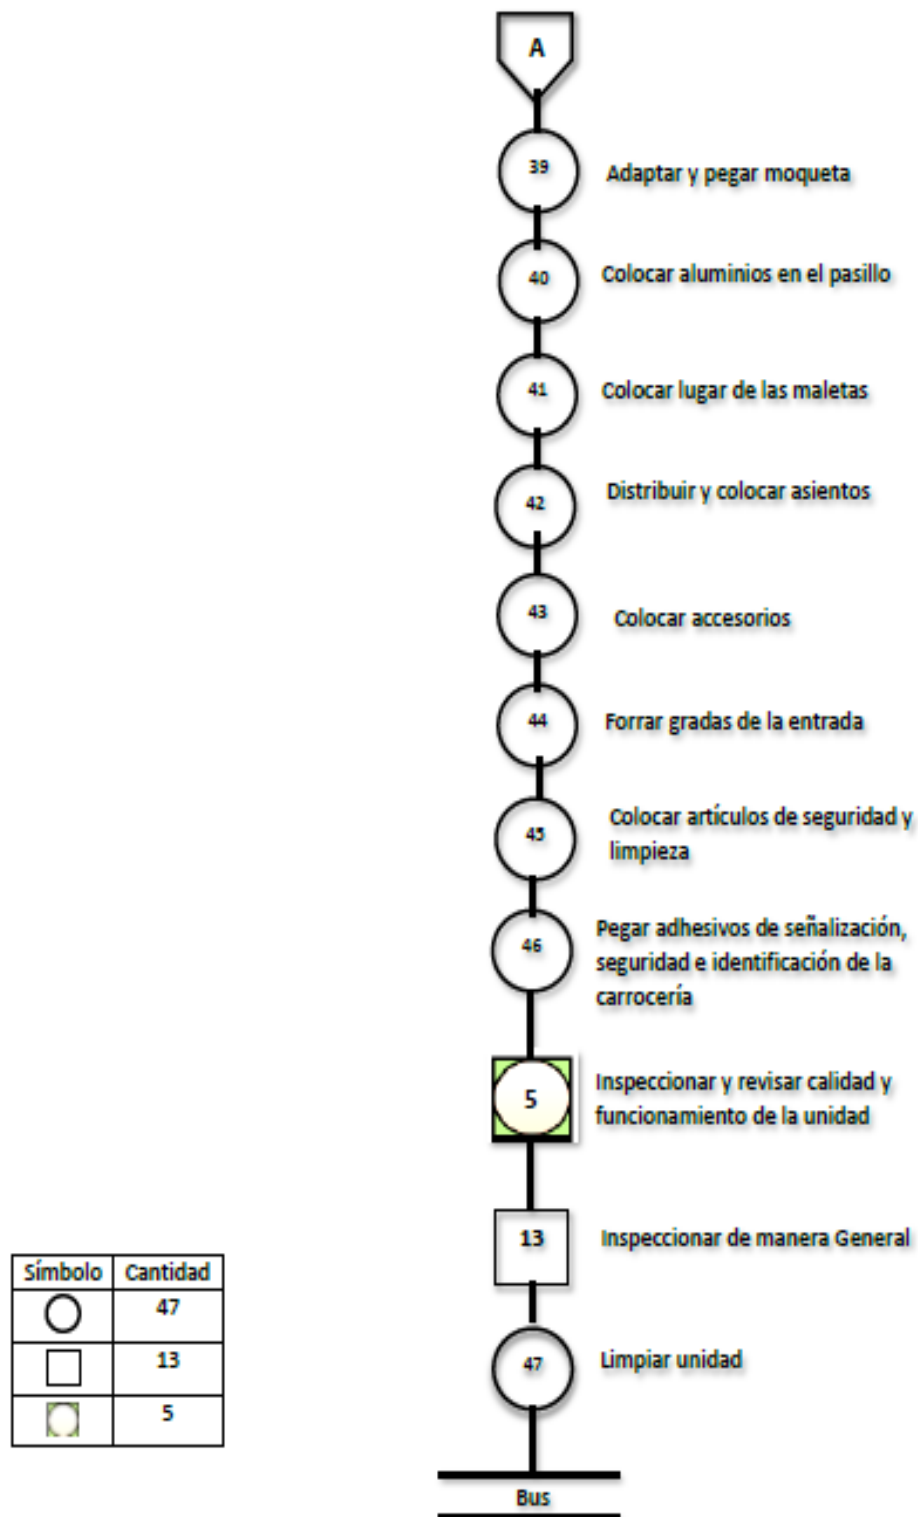 A
39
Adaptar y pegar moqueta
40
Colocar aluminios en el pasillo
41
Colocar lugar de las maletas
42
Distribuir y colocar asientos
43
Colocar accesorios
44
Forrar gradas de la entrada
45
Colocar artículos de seguridad y
limpieza
46
Pegar adhesivos de señalización,
seguridad e identificación de la
carrocería
5
Inspeccionar y revisar calidad y
funcionamiento de la unidad
13
Inspeccionar de manera General
47
Limpiar unidad
Bus
Símbolo Cantidad
47
13
5